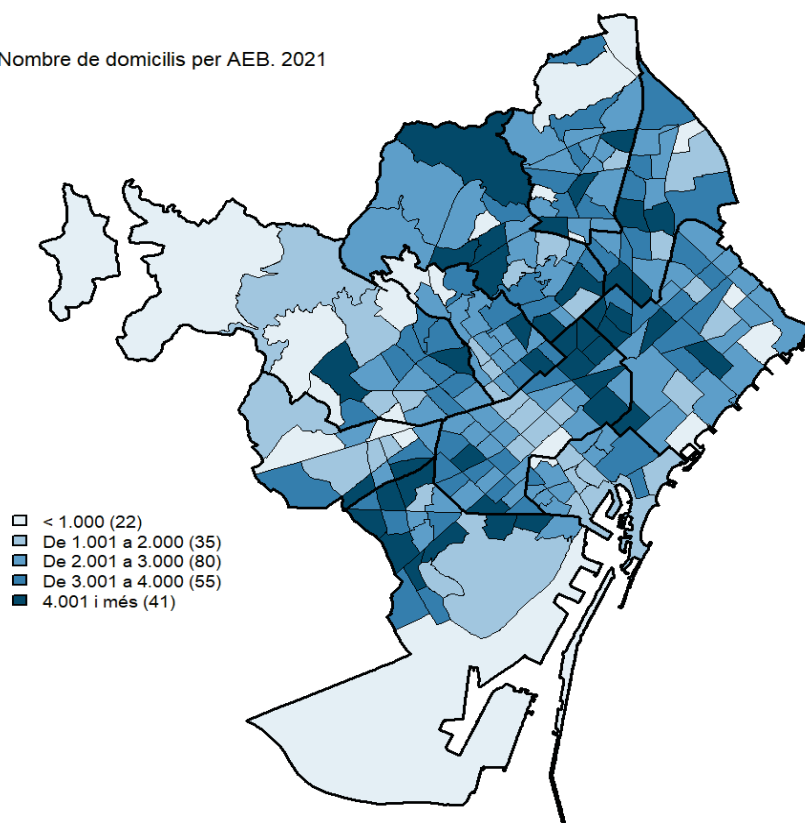 Nombre de domicilis per AEB. 2021
< 1.000 (22)
De 1.001 a 2.000 (35)
De 2.001 a 3.000 (80)
De 3.001 a 4.000 (55)
4.001 i més (41)